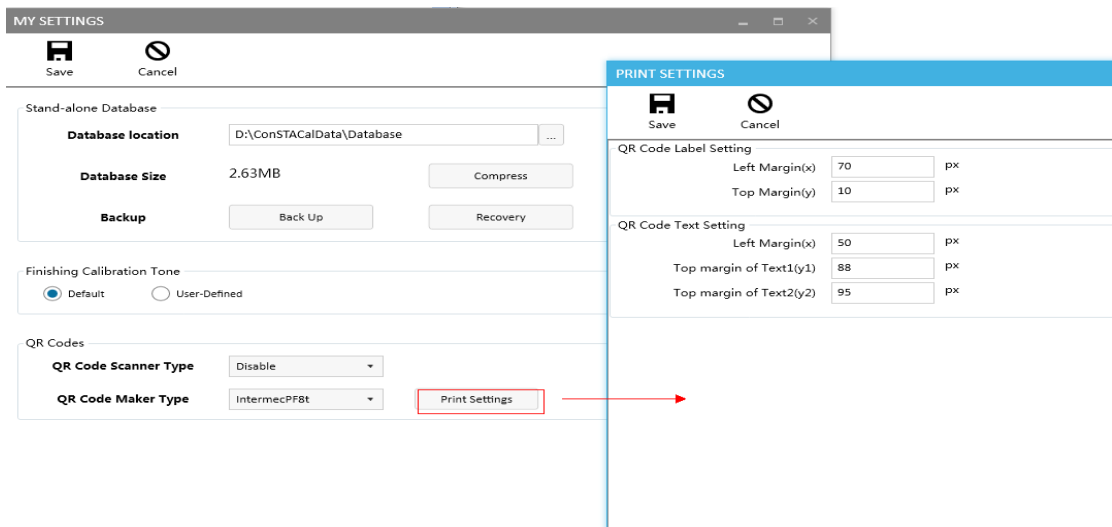 MY SETTINGS
Save Cancel
Stand-alone Database
Database location D:\ConSTACalData\Database ...
Database Size 2.63MB Compress
Backup Back Up Recovery
Finishing Calibration Tone
Default User-Defined
QR Codes
QR Code Scanner Type Disable
QR Code Maker Type IntermecPF8t Print Settings
PRINT SETTINGS
Save Cancel
QR Code Label Setting
Left Margin(x) 70 px
Top Margin(y) 10 px
QR Code Text Setting
Left Margin(x) 50 px
Top margin of Text1(y1) 88 px
Top margin of Text2(y2) 95 px